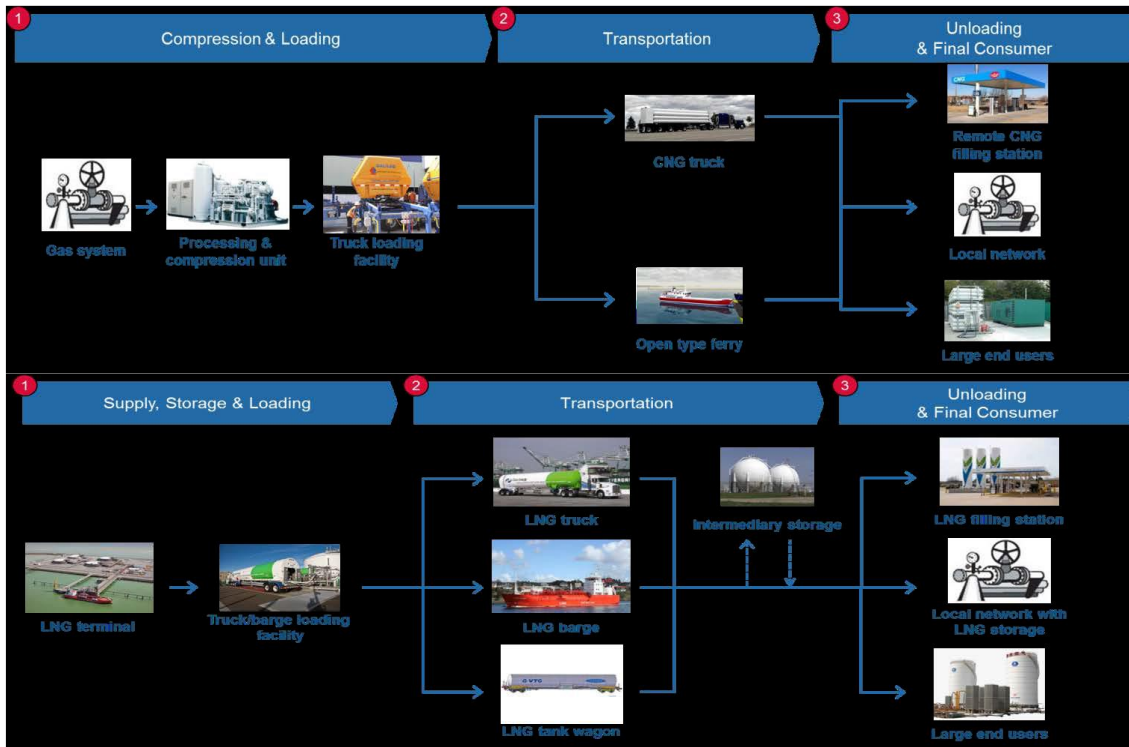 1
Compression & Loading
2
Transportation
3
Unloading
& Final Consumer
CNG
Gas system
Processing &
compression unit
Truck loading
facility
CNG truck
Open type ferry
Remote CNG
filling station
Local network
Large end users
1
Supply, Storage & Loading
2
Transportation
3
Unloading
& Final Consumer
LNG terminal
Truck/barge loading
facility
LNG truck
LNG barge
VTG
LNG tank wagon
Intermediary storage
LNG filling station
Local network with
LNG storage
Large end users